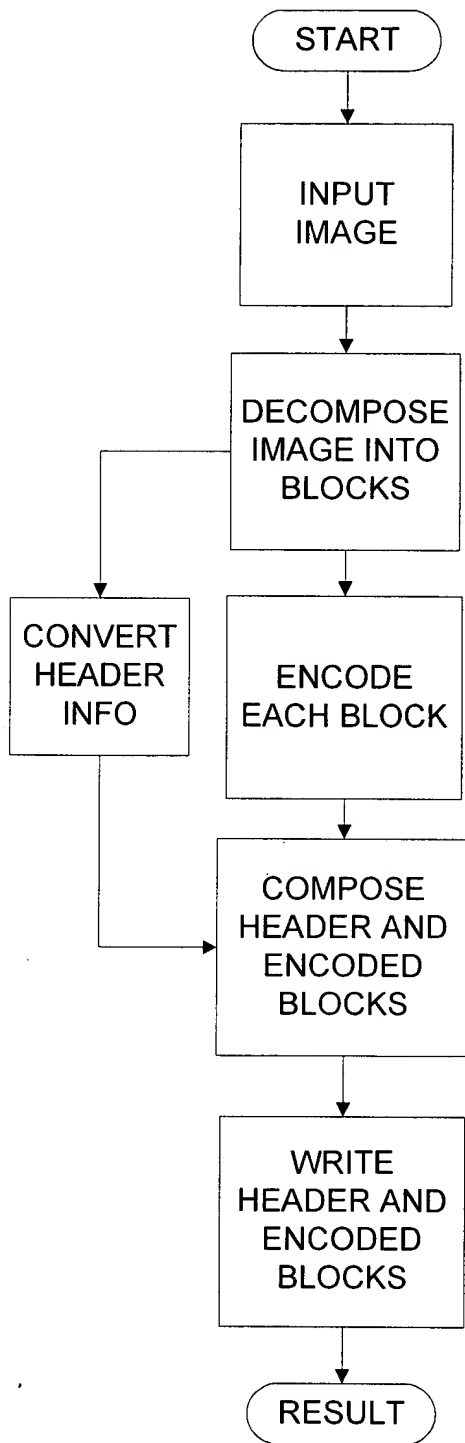 START
INPUT
IMAGE
DECOMPOSE
IMAGE INTO
BLOCKS
CONVERT
HEADER
INFO
ENCODE
EACH BLOCK
COMPOSE
HEADER AND
ENCODED
BLOCKS
WRITE
HEADER AND
ENCODED
BLOCKS
RESULT